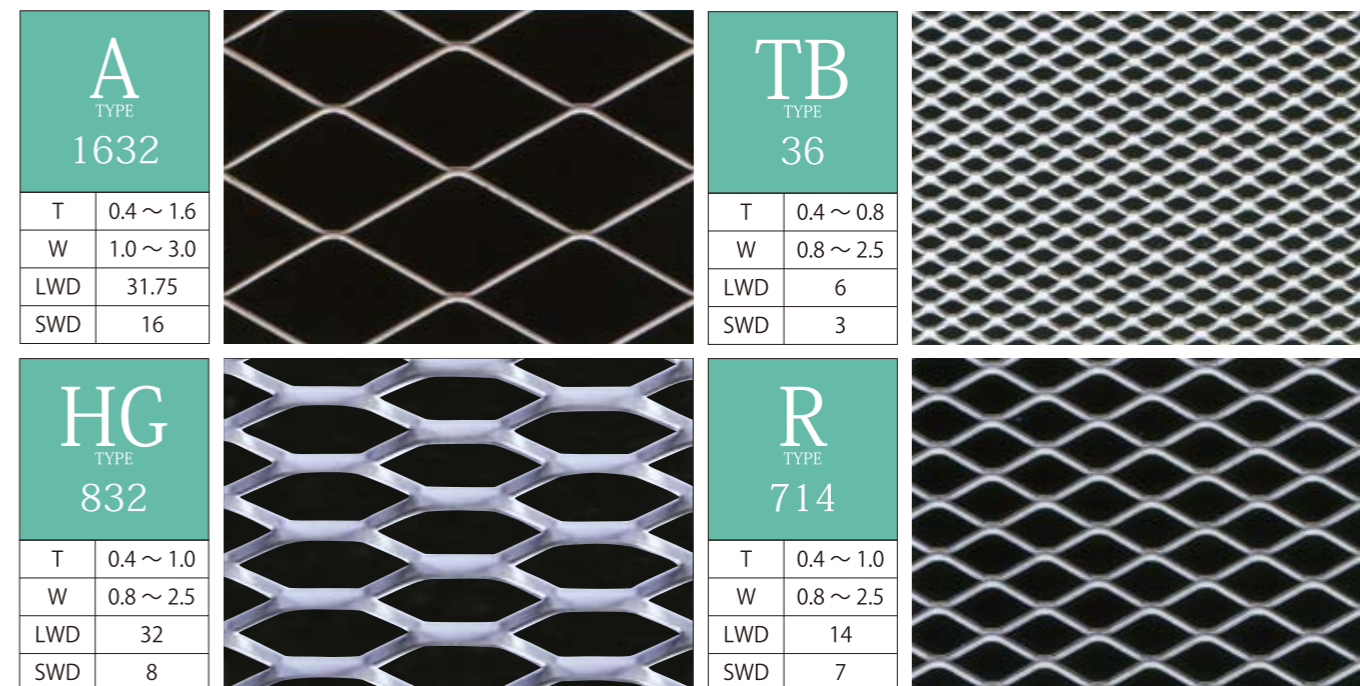 A
TYPE
1632
T 0.4～1.6
W 1.0～3.0
LWD 31.75
SWD 16
TB
TYPE
36
T 0.4～0.8
W 0.8～2.5
LWD 6
SWD 3
HG
TYPE
832
T 0.4～1.0
W 0.8～2.5
LWD 32
SWD 8
R
TYPE
714
T 0.4～1.0
W 0.8～2.5
LWD 14
SWD 7